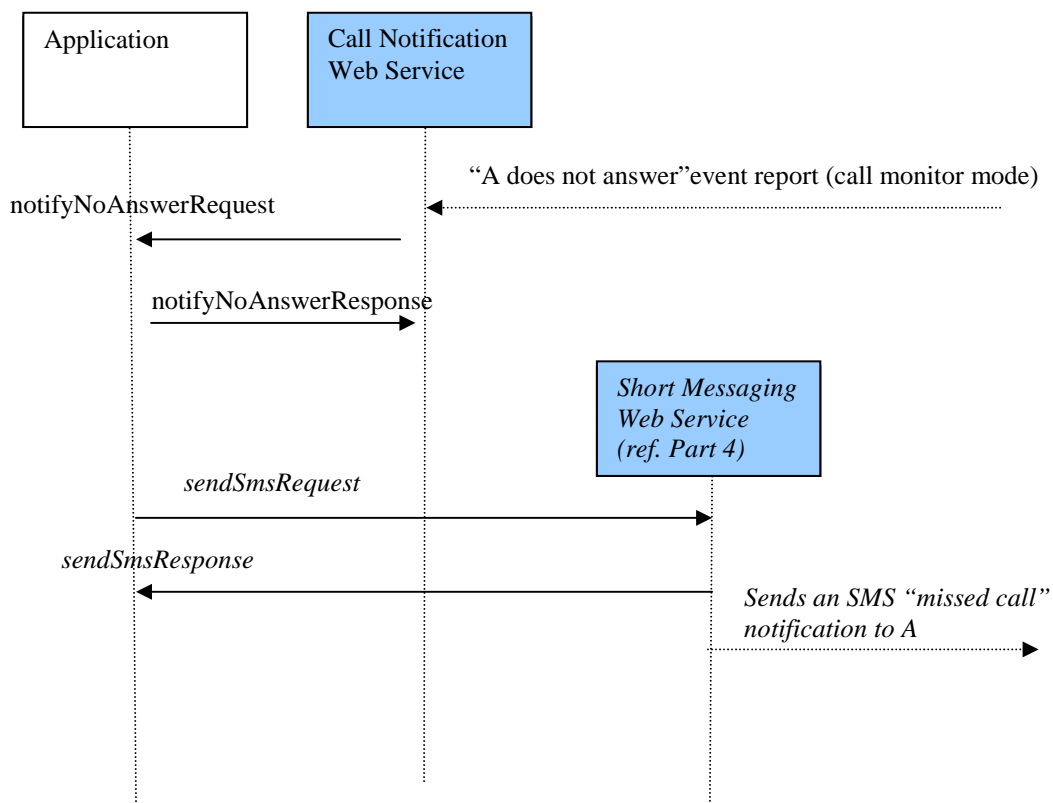 Application
Call Notification
Web Service
“A does not answer”event report (call monitor mode)
notifyNoAnswerRequest
notifyNoAnswerResponse
Short Messaging
Web Service
(ref. Part 4)
sendSmsRequest
sendSmsResponse
Sends an SMS “missed call”
notification to A